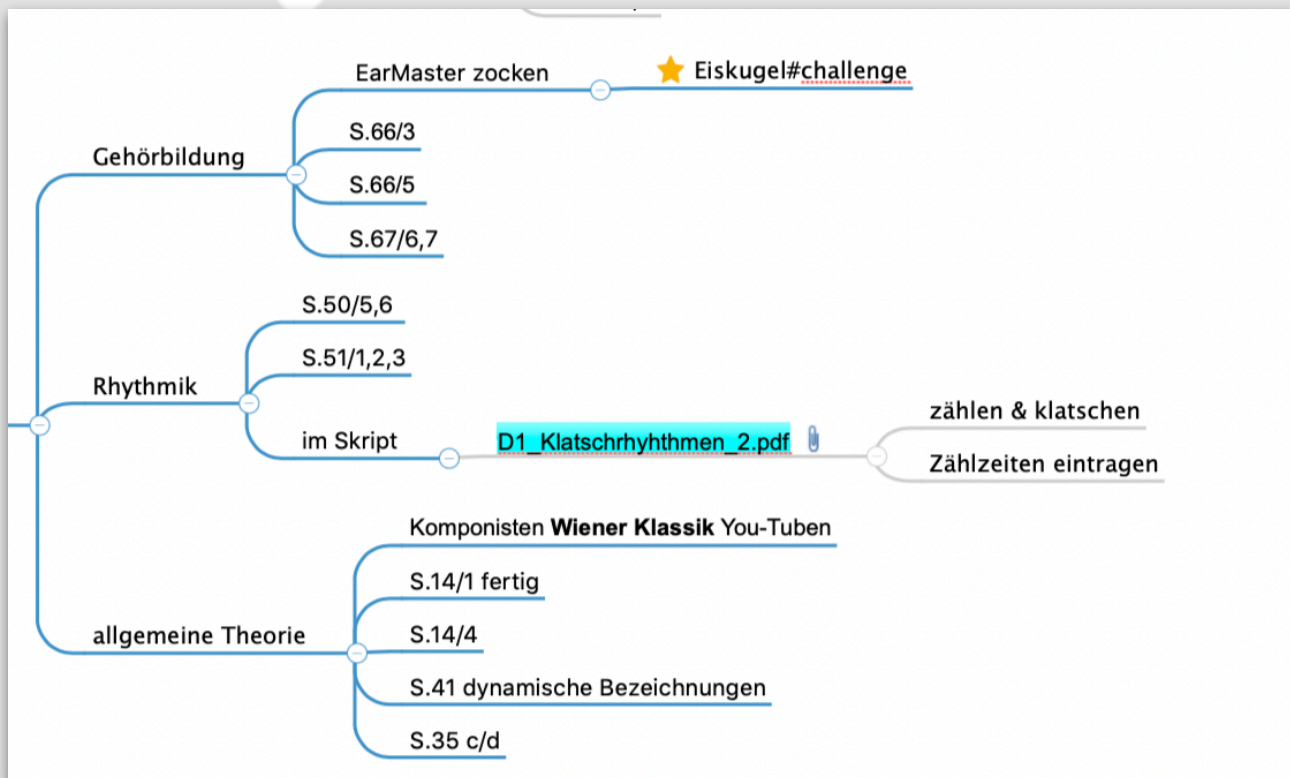 EarMaster zocken
Eiskugel#challenge
Gehörbildung
S.66/3
S.66/5
S.67/6,7
Rhythmik
S.50/5,6
S.51/1,2,3
im Skript
D1_Klatschrhyhthmen_2.pdf
zählen & klatschen
Zählzeiten eintragen
allgemeine Theorie
Komponisten Wiener Klassik You-Tuben
S.14/1 fertig
S.14/4
S.41 dynamische Bezeichnungen
S.35 c/d